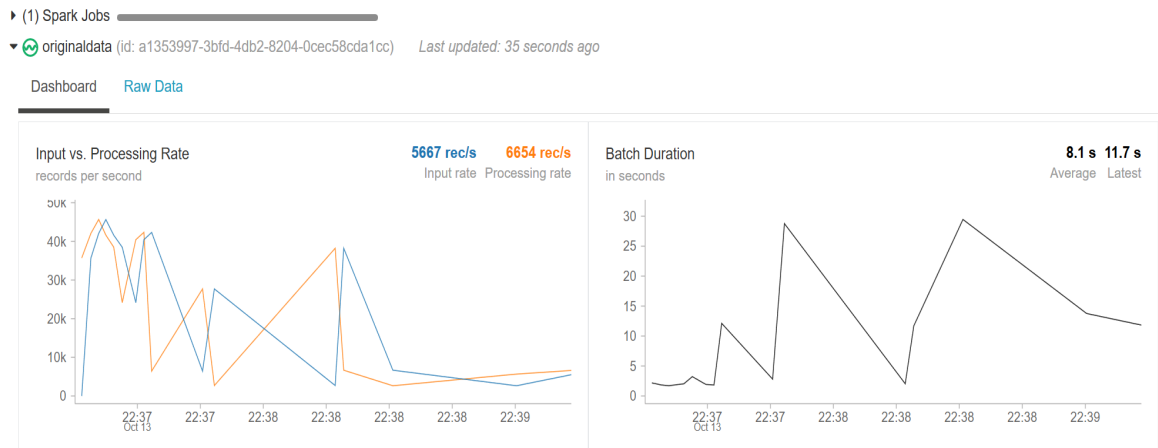 (1) Spark Jobs
originaldata (id: a1353997-3bfd-4db2-8204-0cec58cda1cc) Last updated: 35 seconds ago
Dashboard Raw Data
Input vs. Processing Rate 5667 rec/s 6654 rec/s
records per second Input rate Processing rate
50k
40k
30k
20k
10k
0
22:37 22:37 22:38 22:38 22:38 22:38 22:39
Oct 13
Batch Duration 8.1 s 11.7 s
in seconds Average Latest
30
25
20
15
10
5
0
22:37 22:37 22:38 22:38 22:38 22:38 22:39
Oct 13